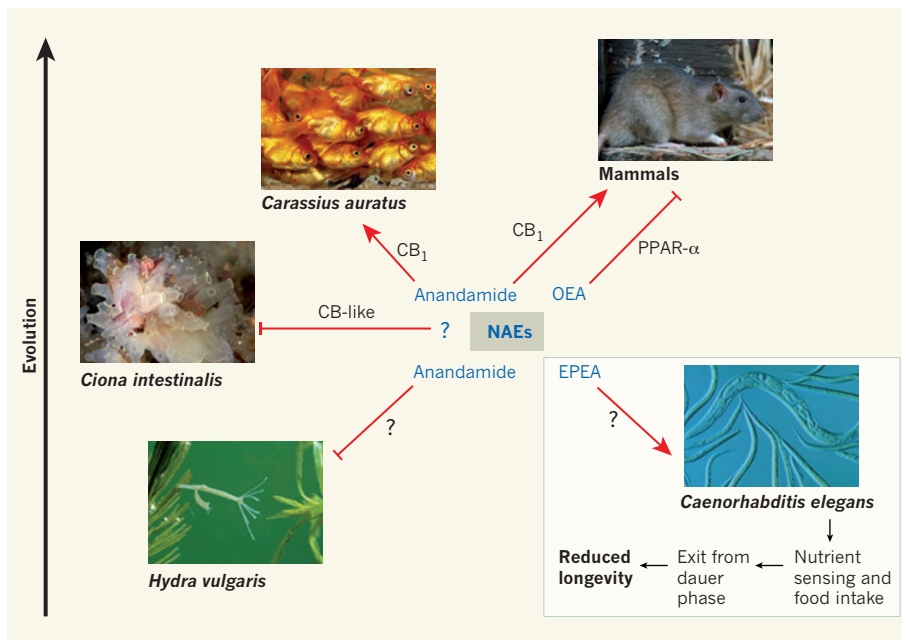 Mammals
Carassius auratus
CB1
CB1
PPAR-α
Anandamide
OEA
CB-like
?
NAEs
Evolution
Ciona intestinalis
Anandamide
EPEA
?
?
Caenorhabditis elegans
Hydra vulgaris
Reduced
longevity
Exit from
dauer
phase
Nutrient
sensing and
food intake